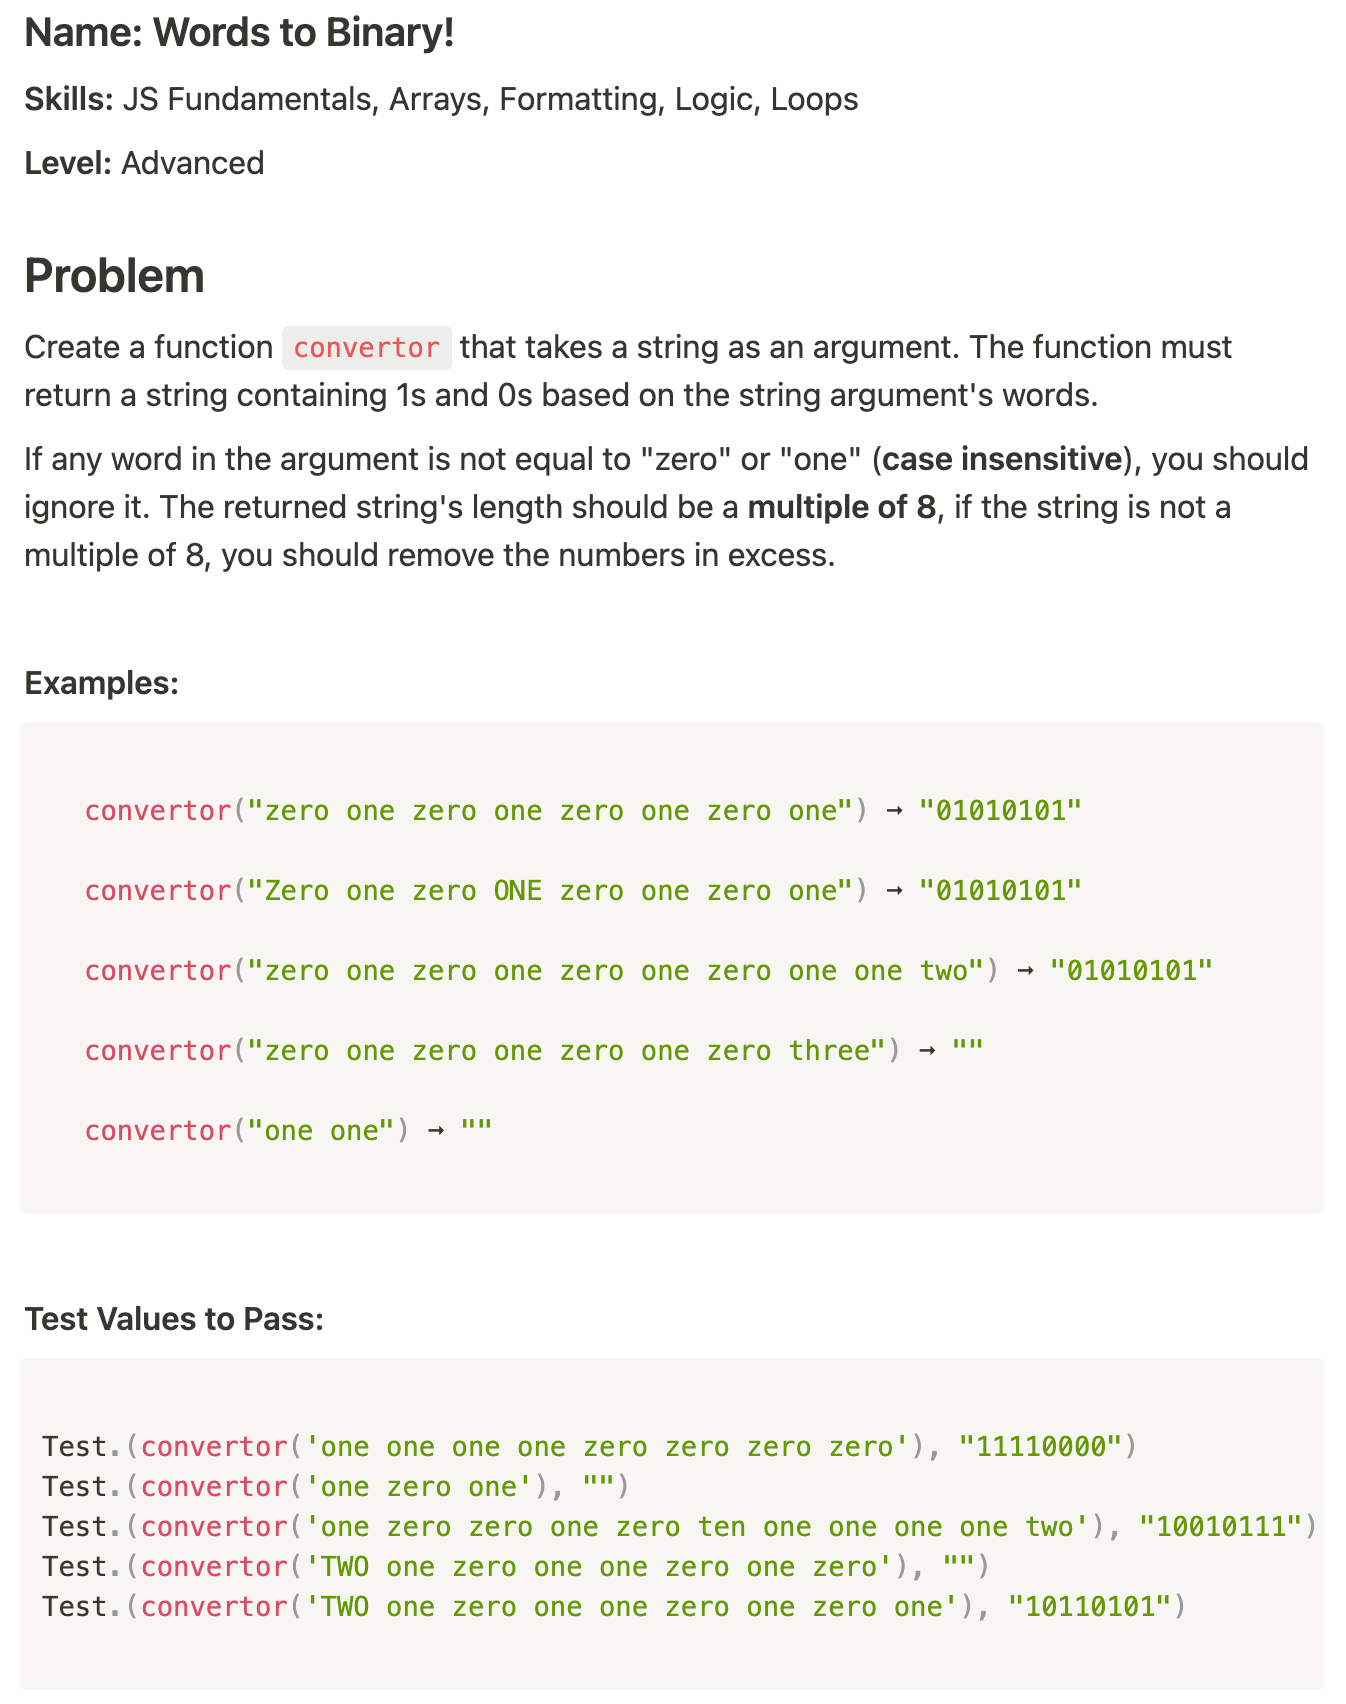 Name: Words to Binary!
Skills: JS Fundamentals, Arrays, Formatting, Logic, Loops
Level: Advanced
Problem
Create a function convertor that takes a string as an argument. The function must
return a string containing 1s and 0s based on the string argument's words.
If any word in the argument is not equal to "zero" or "one" (case insensitive), you should
ignore it. The returned string's length should be a multiple of 8, if the string is not a
multiple of 8, you should remove the numbers in excess.
Examples:
convertor("zero one zero one zero one zero one") → "01010101"
convertor("Zero one zero ONE zero one zero one") → "01010101"
convertor("zero one zero one zero one zero one one two") → "01010101"
convertor("zero one zero one zero one zero three") → ""
convertor("one one") → ""
Test Values to Pass:
Test.(convertor('one one one one zero zero zero zero'), "11110000")
Test.(convertor('one zero one'), "")
Test.(convertor('one zero zero one zero ten one one one one two'), "10010111")
Test.(convertor('TWO one zero one one zero one zero'), "")
Test.(convertor('TWO one zero one one zero one zero one'), "10110101")